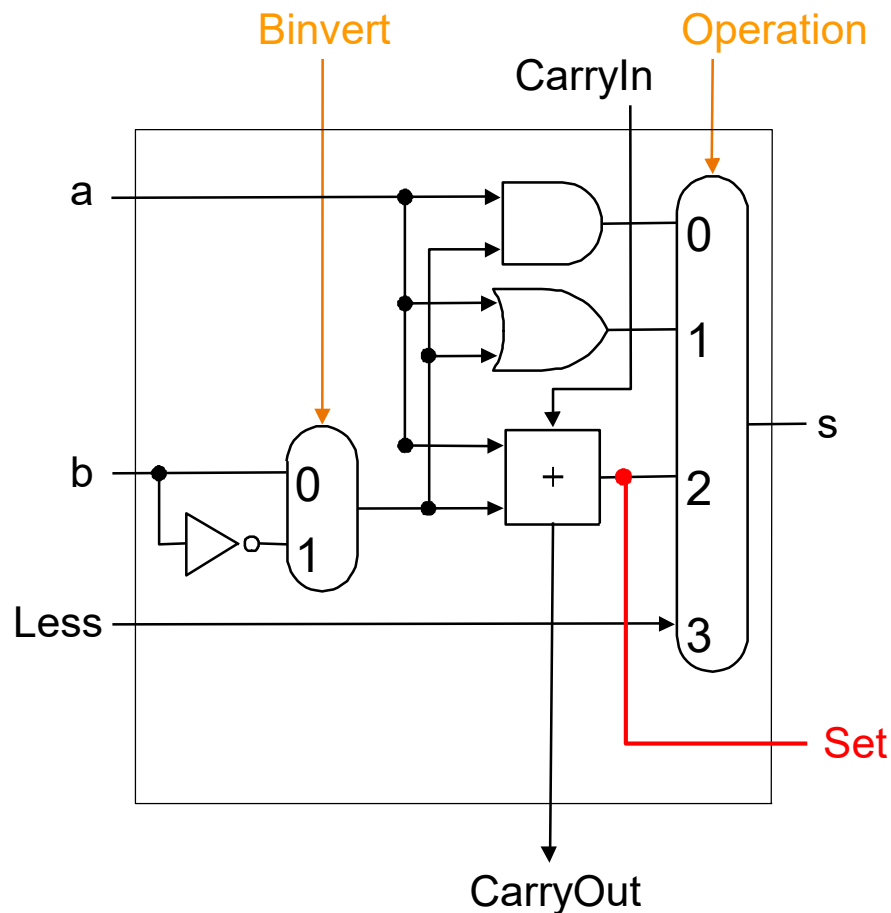 Binvert
Operation
CarryIn
a
0
1
s
b
0
+
2
1
Less
3
Set
CarryOut